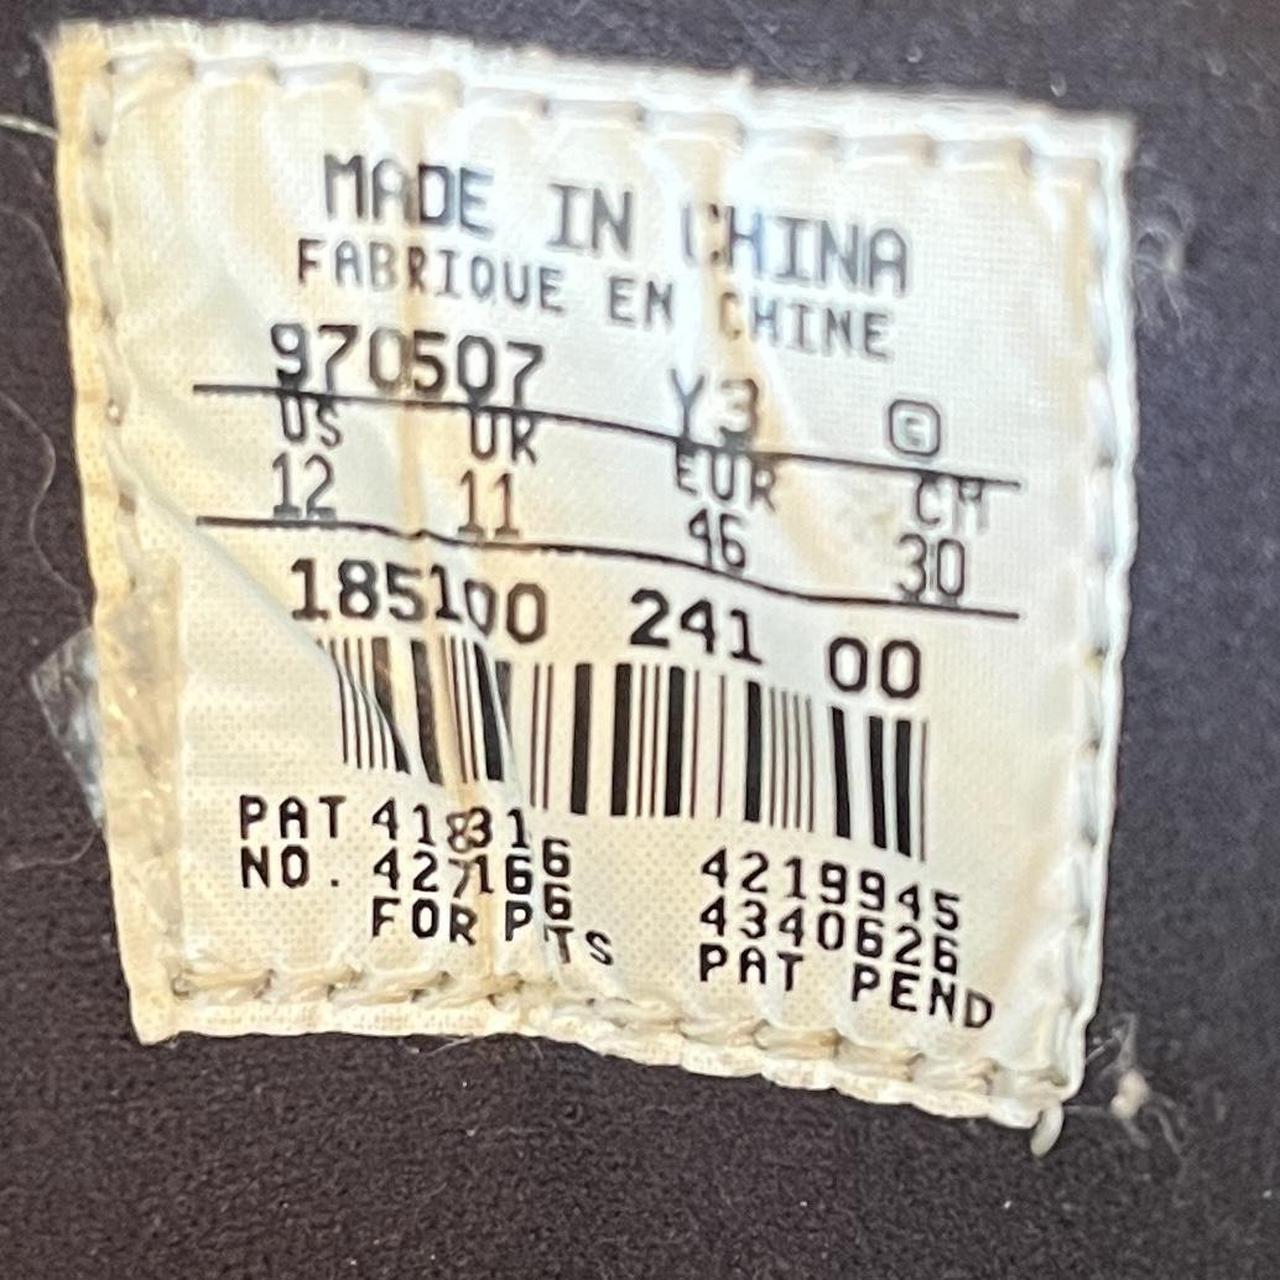 MADE IN CHINA
FABRIQUE EN CHINE
970507 Y3 E
US UK EUR CM
12 11 46 30
185100 241 00
PAT 4183166 4219945
NO. 4271666 4340626
FOR PTS PAT PEND